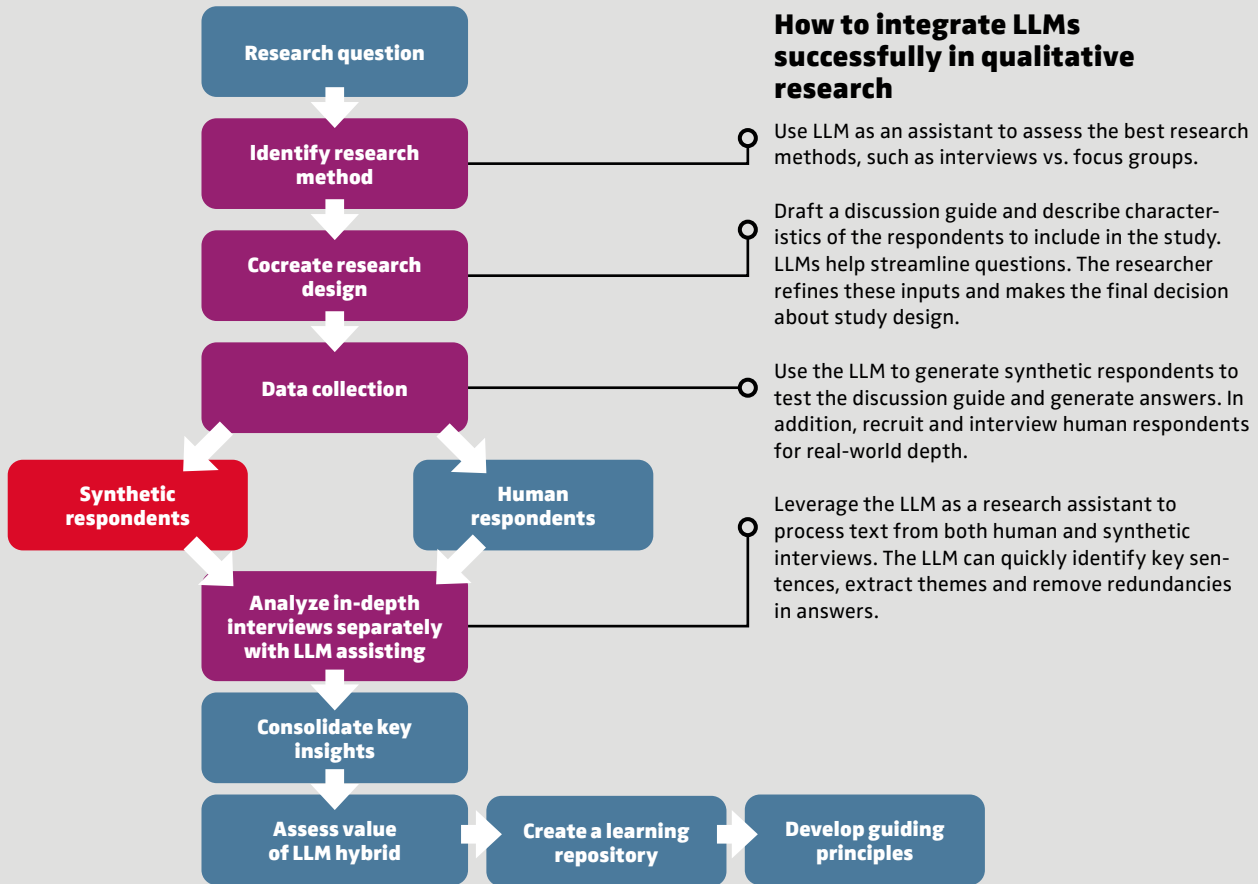 Research question
Identify research
method
Cocreate research
design
Data collection
Synthetic
respondents
Human
respondents
Analyze in-depth
interviews separately
with LLM assisting
Consolidate key
insights
Assess value
of LLM hybrid
Create a learning
repository
Develop guiding
principles
How to integrate LLMs
successfully in qualitative
research
Use LLM as an assistant to assess the best research
methods, such as interviews vs. focus groups.
Draft a discussion guide and describe character-
istics of the respondents to include in the study.
LLMs help streamline questions. The researcher
refines these inputs and makes the final decision
about study design.
Use the LLM to generate synthetic respondents to
test the discussion guide and generate answers. In
addition, recruit and interview human respondents
for real-world depth.
Leverage the LLM as a research assistant to
process text from both human and synthetic
interviews. The LLM can quickly identify key sen-
tences, extract themes and remove redundancies
in answers.